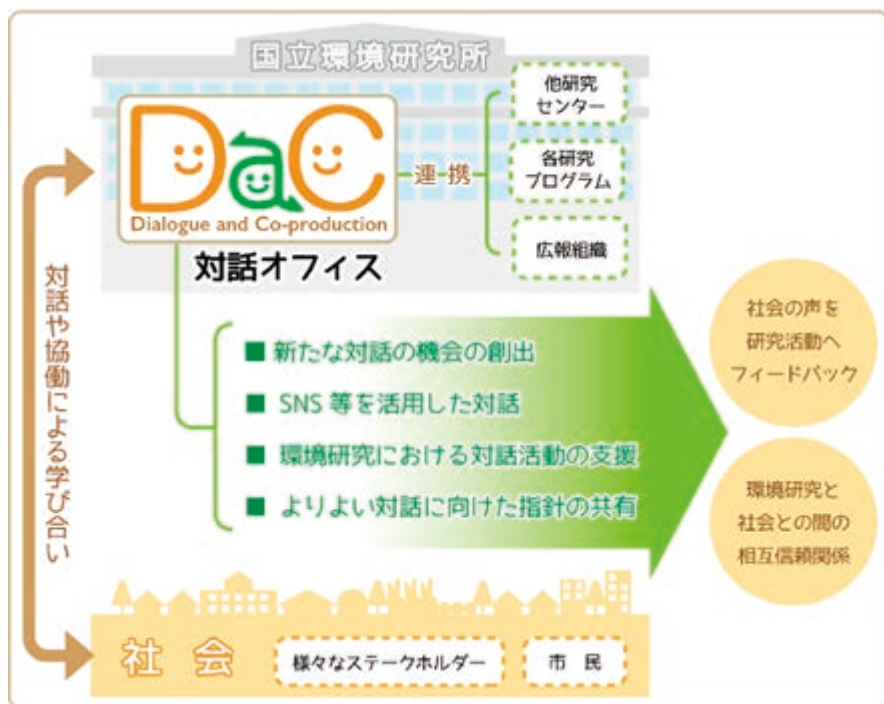 国立環境研究所
DaC
Dialogue and Co-production
対話オフィス
連携
他研究
センター
各研究
プログラム
広報組織
対話や協働による学び合い
■ 新たな対話の機会の創出
■ SNS 等を活用した対話
■ 環境研究における対話活動の支援
■ よりよい対話に向けた指針の共有
社会の声を
研究活動へ
フィードバック
環境研究と
社会との間の
相互信頼関係
社 会
様々なステークホルダー
市 民